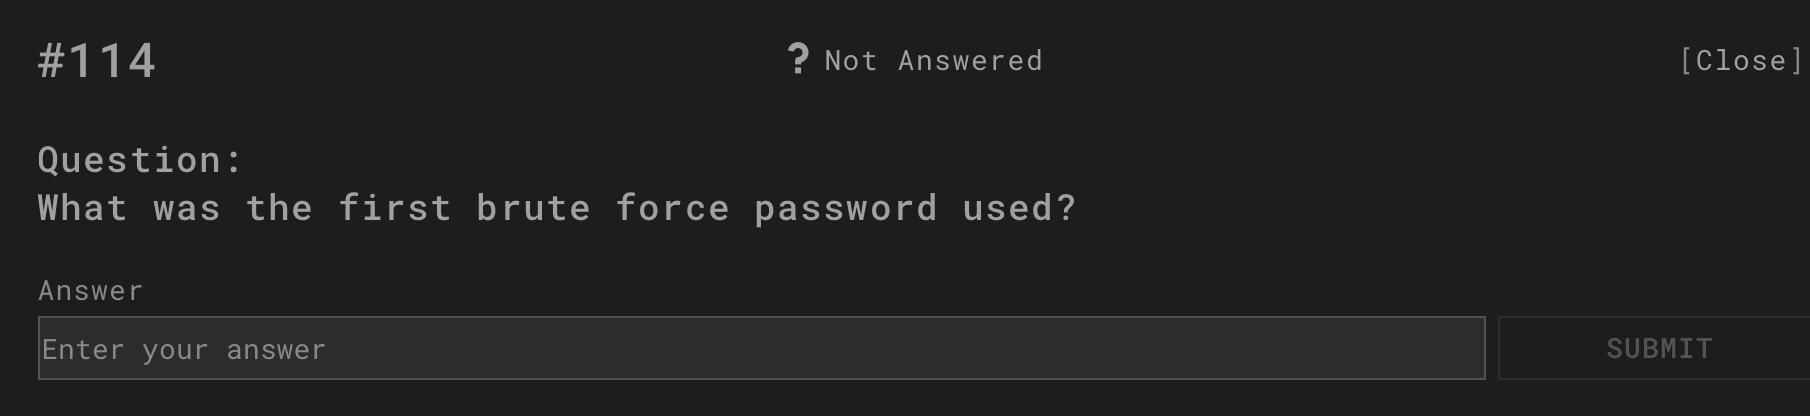 #114
? Not Answered
[Close]
Question:
What was the first brute force password used?
Answer
Enter your answer
SUBMIT